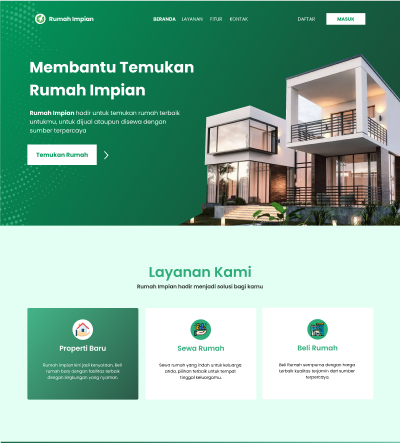 Rumah Impian
BERANDA LAYANAN FITUR KONTAK
DAFTAR MASUK
Membantu Temukan
Rumah Impian
Rumah Impian hadir untuk temukan rumah terbaik
untukmu, untuk dijual ataupun disewa dengan
sumber terpercaya
Temukan Rumah
Layanan Kami
Rumah Impian hadir menjadi solusi bagi kamu
Properti Baru
Rumah impian kini jadi kenyataan, Beli
rumah baru dengan fasilitas terbaik
dengan lingkungan yang nyaman.
Sewa Rumah
Sewa rumah yang indah untuk keluarga
anda, pilihan terbaik untuk tempat
tinggal keluargamu.
Beli Rumah
Beli Rumah sempurna dengan harga
terbaik kualitas terjamin dari sumber
terpercaya